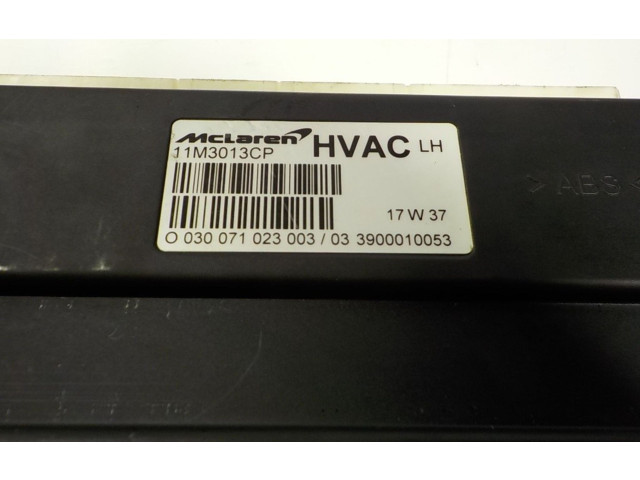 McLaren HVAC LH
11M3013CP
17 W 37
O 030 071 023 003 / 03 3900010053
> ABS <